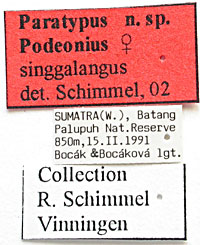 Paratypus n. sp.
Podeonius ♀
singgalangus
det. Schimmel, 02
SUMATRA(W.), Batang
Palupuh Nat.Reserve
850m,15.II.1991
Bocák &Bocáková lgt.
Collection
R. Schimmel
Vinningen